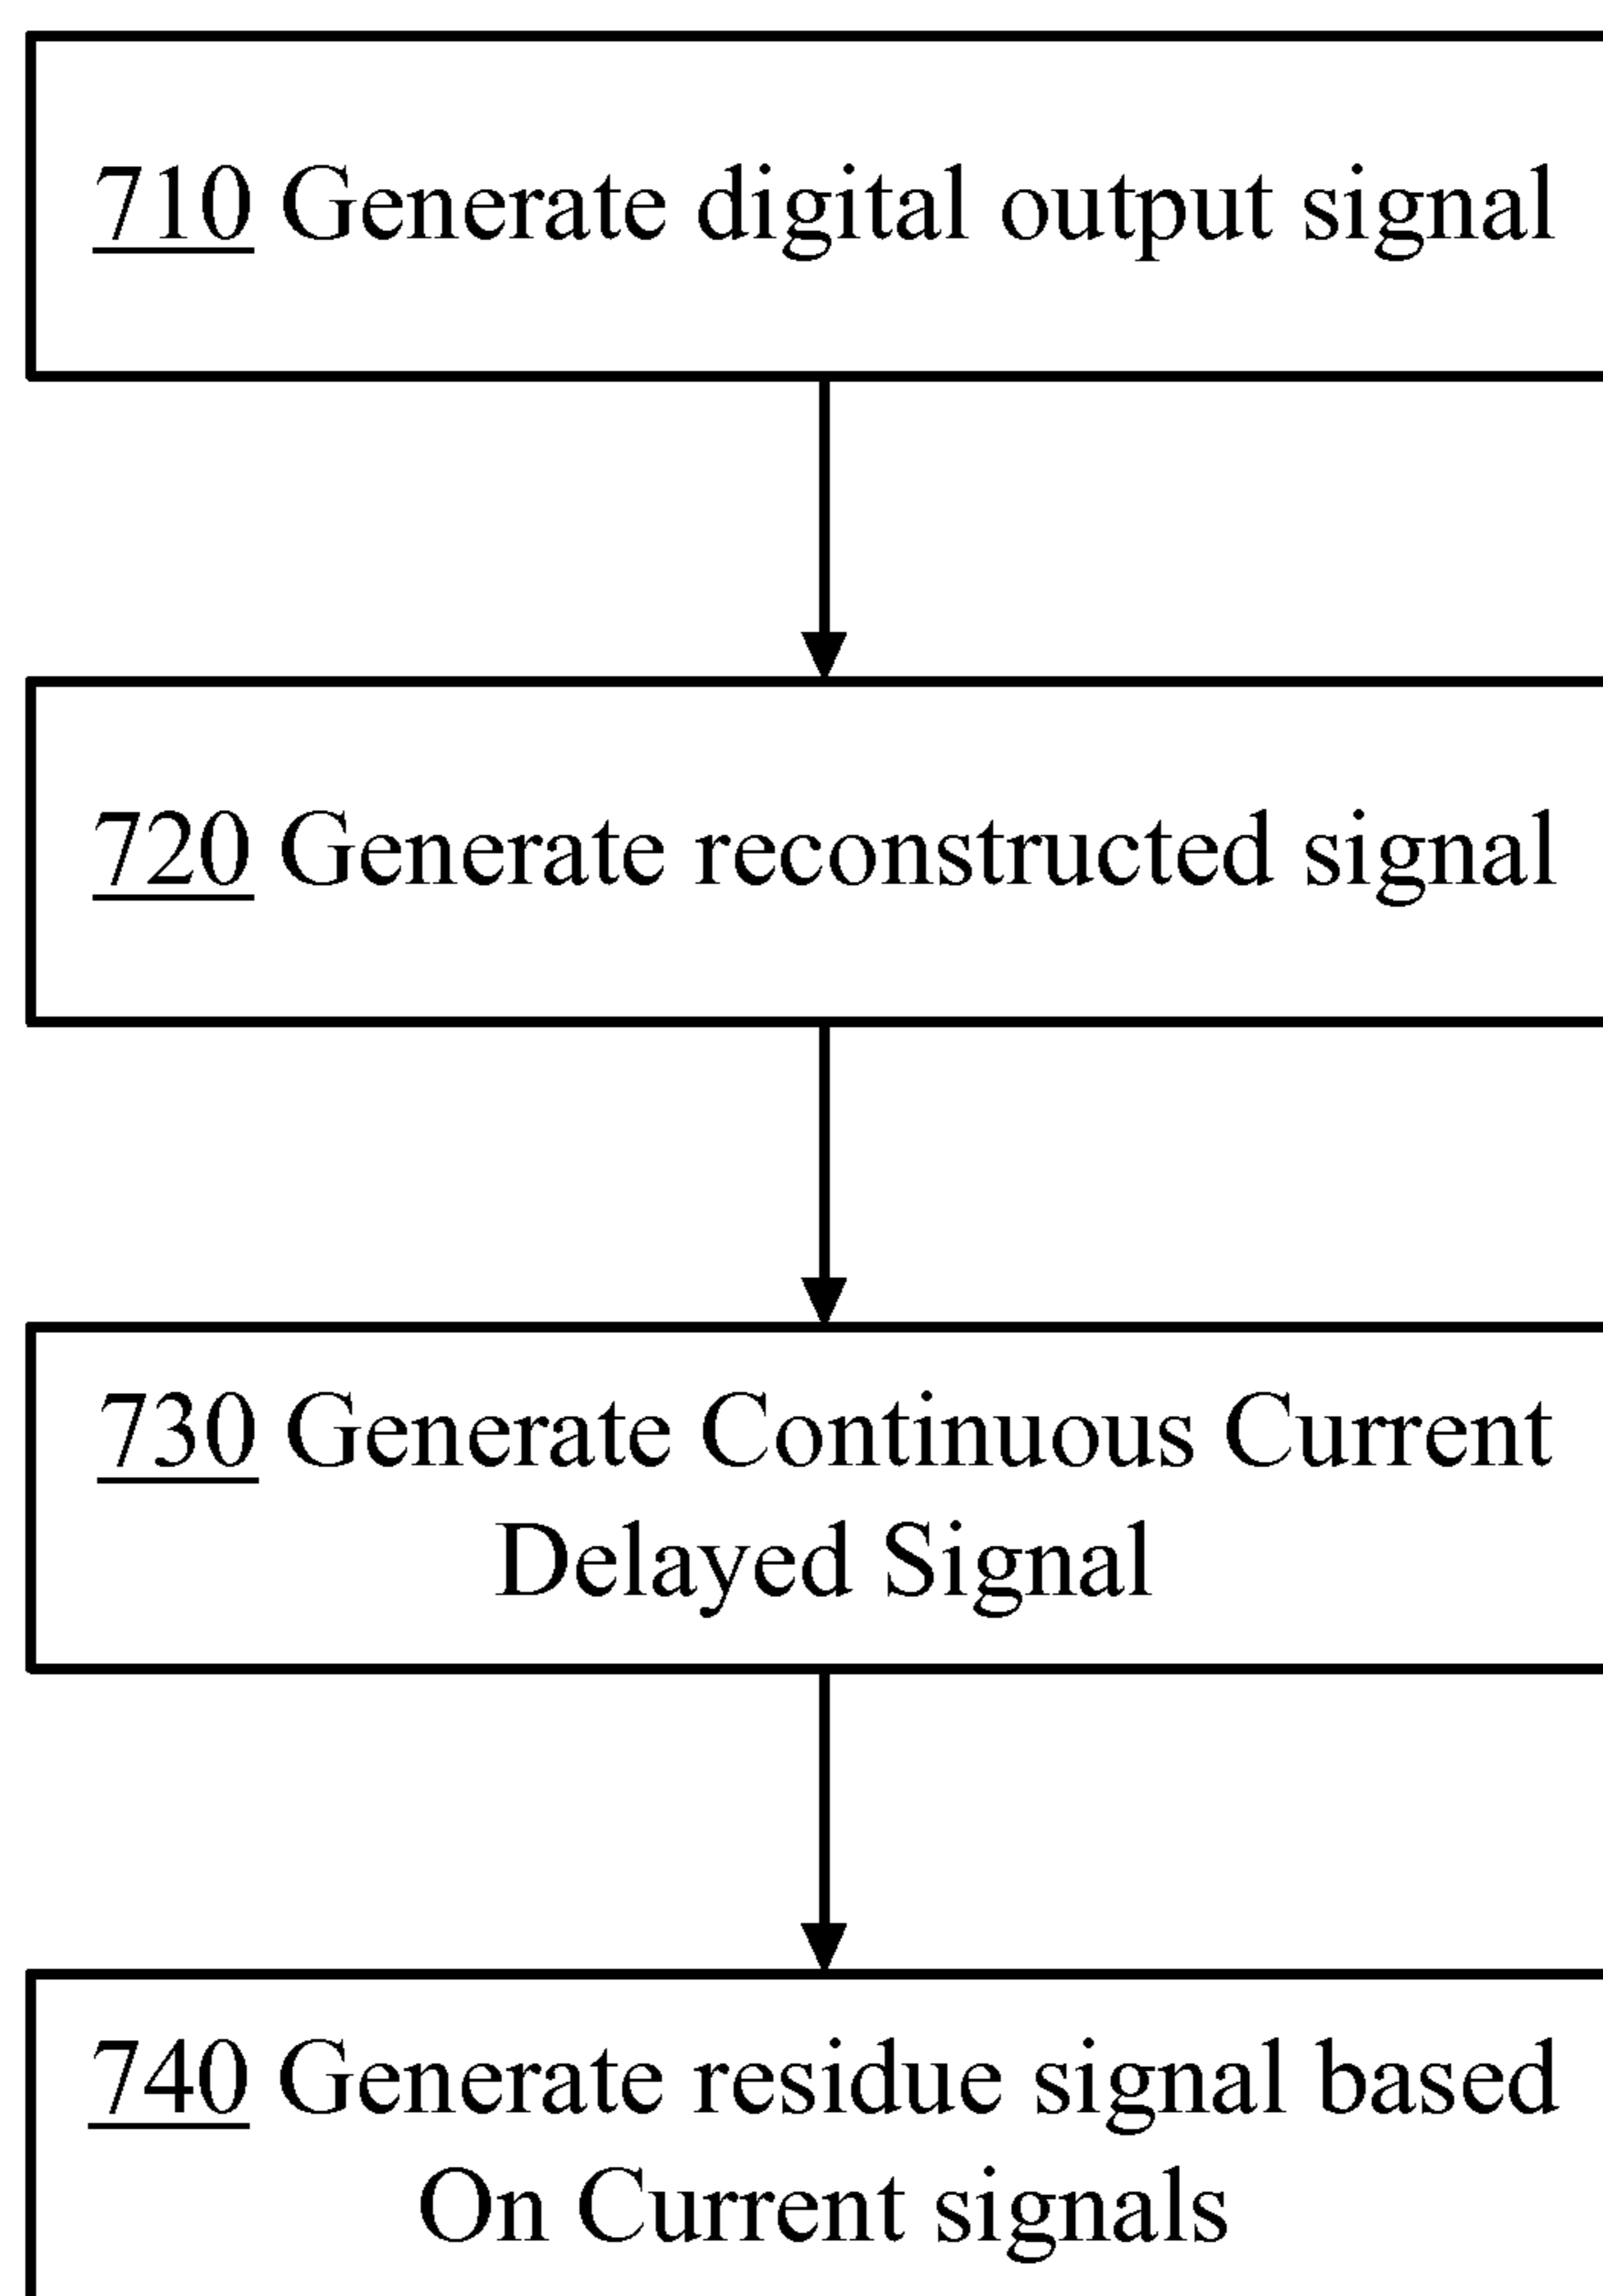 710 Generate digital output signal
720 Generate reconstructed signal
730 Generate Continuous Current
Delayed Signal
740 Generate residue signal based
On Current signals